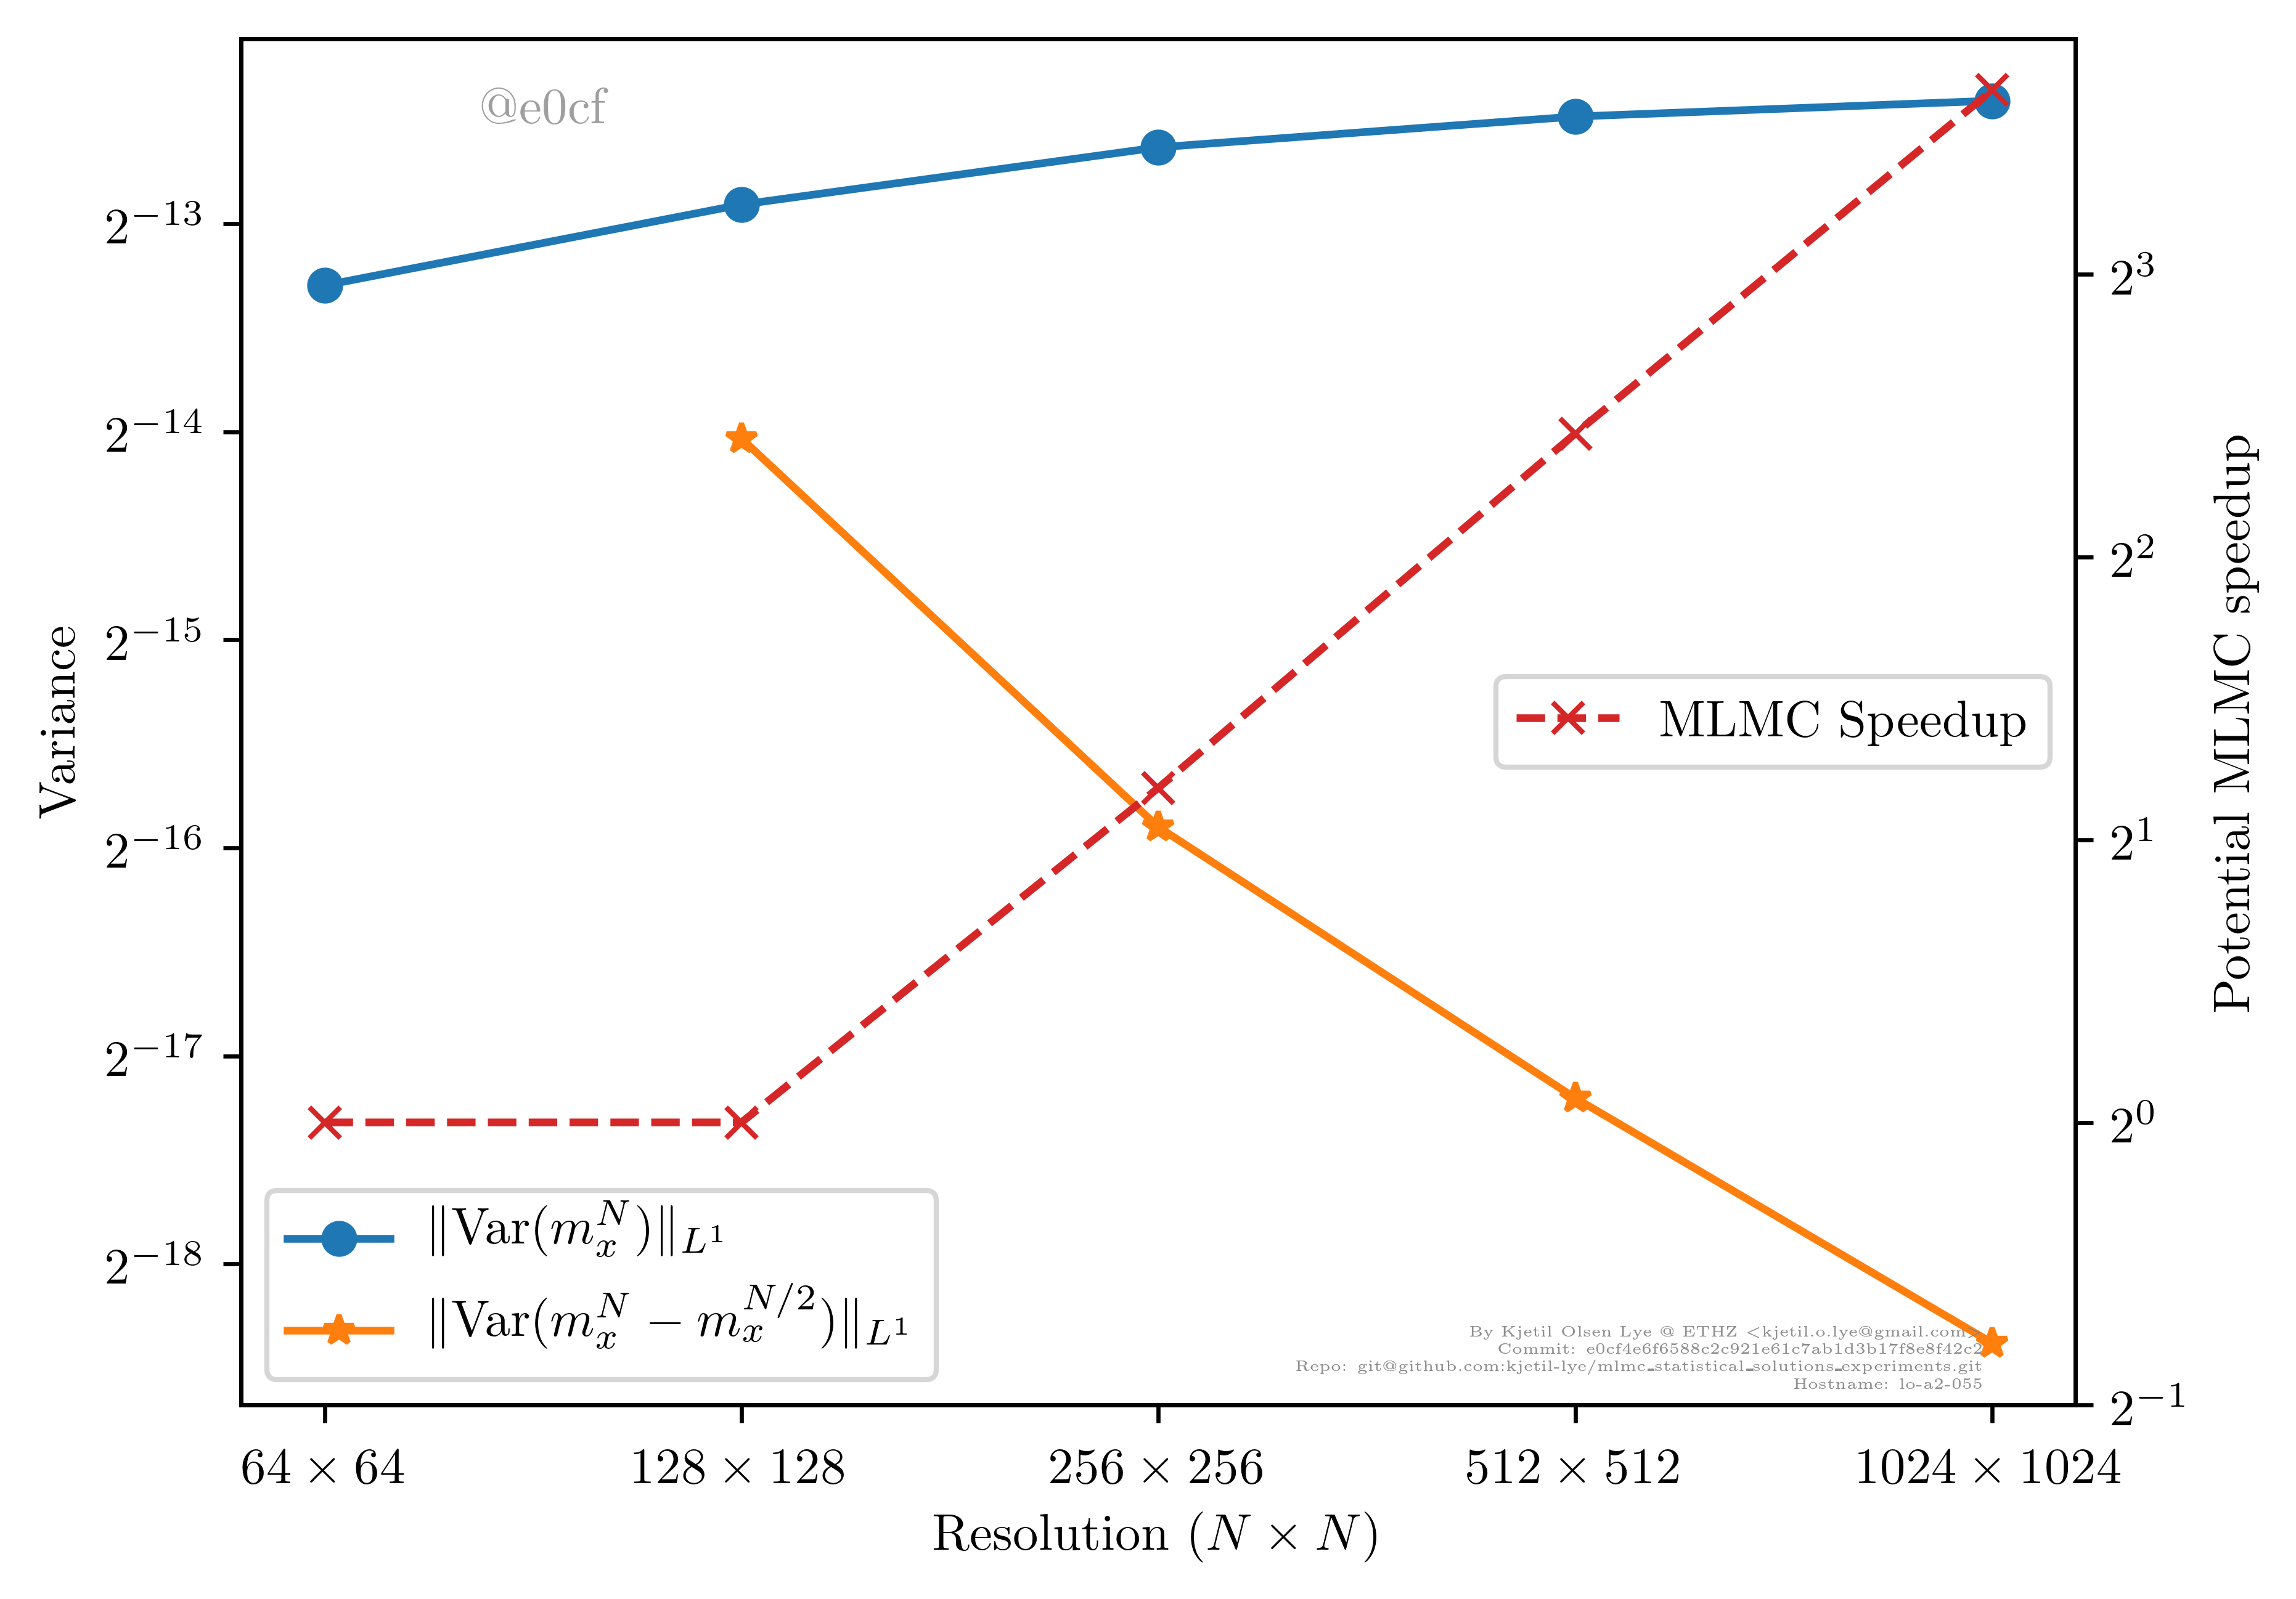 @e0cf
2^{-13}
2^{-14}
2^{-15}
2^{-16}
2^{-17}
2^{-18}
Variance
2^3
2^2
2^1
2^0
2^{-1}
Potential MLMC speedup
MLMC Speedup
‖Var(m_x^N)‖_{L^1}
‖Var(m_x^N − m_x^{N/2})‖_{L^1}
By Kjetil Olsen Lye @ ETHZ <kjetil.o.lye@gmail.com>
Commit: e0cf4e6f6588c2c921e61c7ab1d3b17f8e8f42c2
Repo: git@github.com:kjetil-lye/mlmc_statistical_solutions_experiments.git
Hostname: lo-a2-055
64 × 64
128 × 128
256 × 256
512 × 512
1024 × 1024
Resolution (N × N)